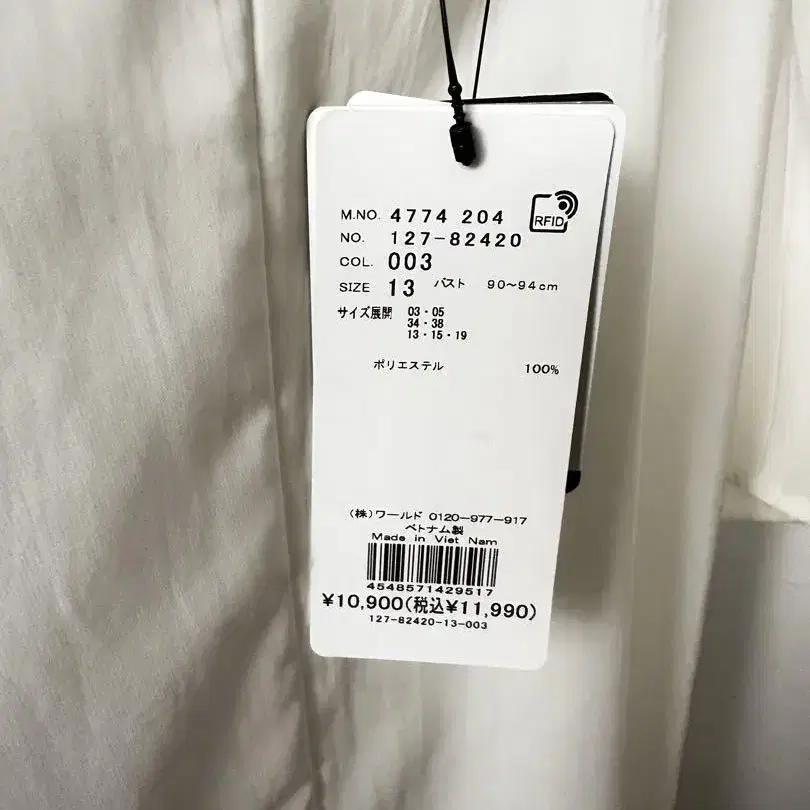 RFID
M.NO. 4774 204
NO. 127-82420
COL. 003
SIZE 13 バスト 90~94cm
サイズ展開 03・05
34・38
13・15・19
ポリエステル 100%
(株)ワールド 0120-977-917
ベトナム製
Made in Viet Nam
4548571429517
¥10,900(税込¥11,990)
127-82420-13-003